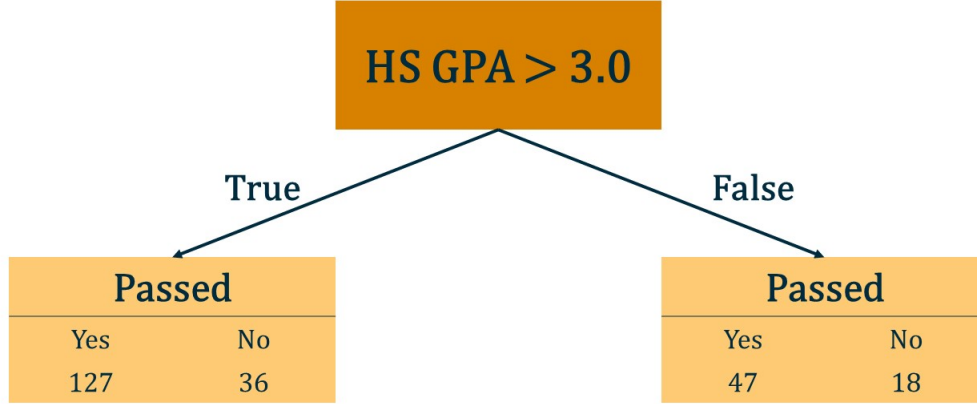 HS GPA > 3.0
True False
Passed Passed
Yes No Yes No
127 36 47 18